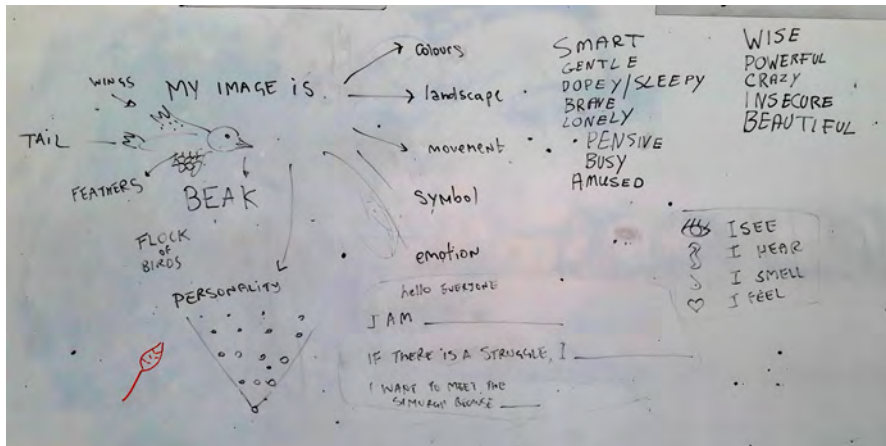 WINGS
MY IMAGE IS
TAIL
FEATHERS
BEAK
FLOCK
OF
BIRDS
PERSONALITY
colours
landscape
movement
symbol
emotion
SMART
GENTLE
DOPEY/SLEEPY
BRAVE
LONELY
PENSIVE
BUSY
AMUSED
WISE
POWERFUL
CRAZY
INSECURE
BEAUTIFUL
I SEE
I HEAR
I SMELL
I FEEL
hello EVERYONE
I AM
IF THERE IS A STRUGGLE, I
I WANT TO MEET THE
SIMURGH BECAUSE